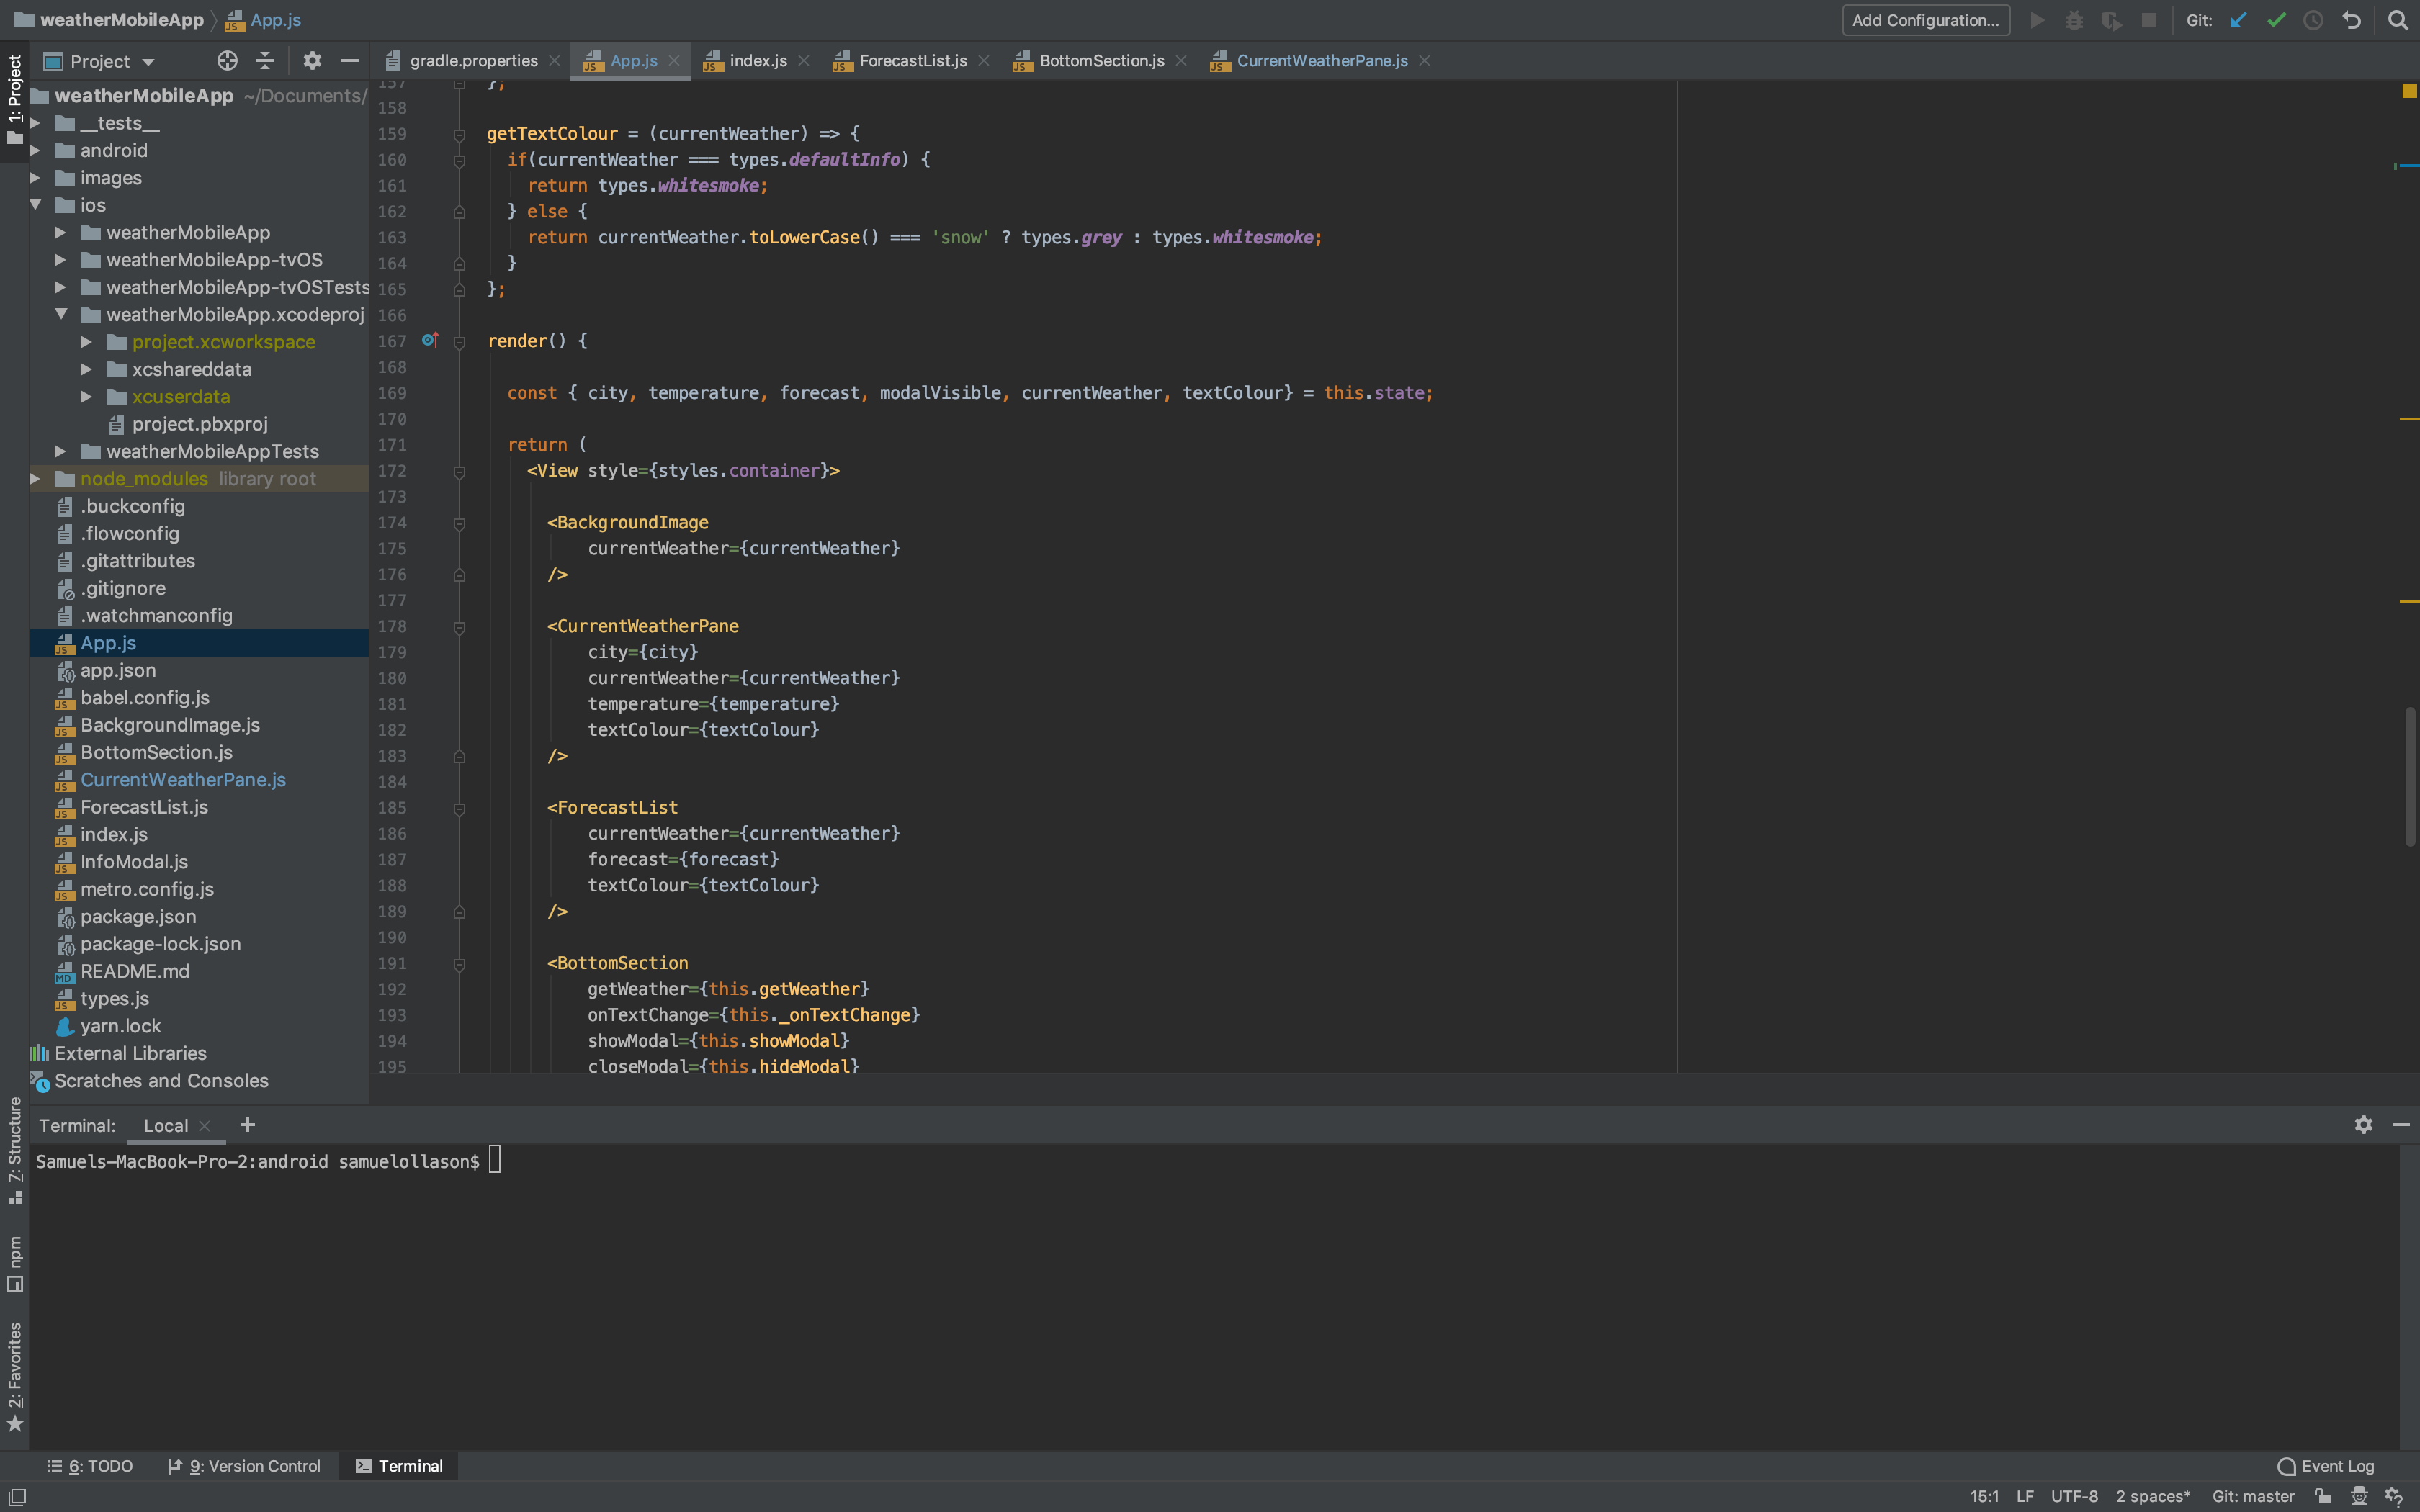 weatherMobileApp App.js Add Configuration... Git:
1: Project
Project
gradle.properties App.js index.js ForecastList.js BottomSection.js CurrentWeatherPane.js
weatherMobileApp ~/Documents/
__tests__
android
images
ios
weatherMobileApp
weatherMobileApp-tvOS
weatherMobileApp-tvOSTests
weatherMobileApp.xcodeproj
project.xcworkspace
xcshareddata
xcuserdata
project.pbxproj
weatherMobileAppTests
node_modules library root
.buckconfig
.flowconfig
.gitattributes
.gitignore
.watchmanconfig
App.js
app.json
babel.config.js
BackgroundImage.js
BottomSection.js
CurrentWeatherPane.js
ForecastList.js
index.js
InfoModal.js
metro.config.js
package.json
package-lock.json
README.md
types.js
yarn.lock
External Libraries
Scratches and Consoles
157 };
158
159 getTextColour = (currentWeather) => {
160 if(currentWeather === types.defaultInfo) {
161 return types.whitesmoke;
162 } else {
163 return currentWeather.toLowerCase() === 'snow' ? types.grey : types.whitesmoke;
164 }
165 };
166
167 render() {
168
169 const { city, temperature, forecast, modalVisible, currentWeather, textColour} = this.state;
170
171 return (
172 <View style={styles.container}>
173
174 <BackgroundImage
175 currentWeather={currentWeather}
176 />
177
178 <CurrentWeatherPane
179 city={city}
180 currentWeather={currentWeather}
181 temperature={temperature}
182 textColour={textColour}
183 />
184
185 <ForecastList
186 currentWeather={currentWeather}
187 forecast={forecast}
188 textColour={textColour}
189 />
190
191 <BottomSection
192 getWeather={this.getWeather}
193 onTextChange={this._onTextChange}
194 showModal={this.showModal}
195 closeModal={this.hideModal}
7: Structure
npm
2: Favorites
Terminal: Local +
Samuels-MacBook-Pro-2:android samuelollason$
6: TODO 9: Version Control Terminal Event Log
15:1 LF UTF-8 2 spaces* Git: master